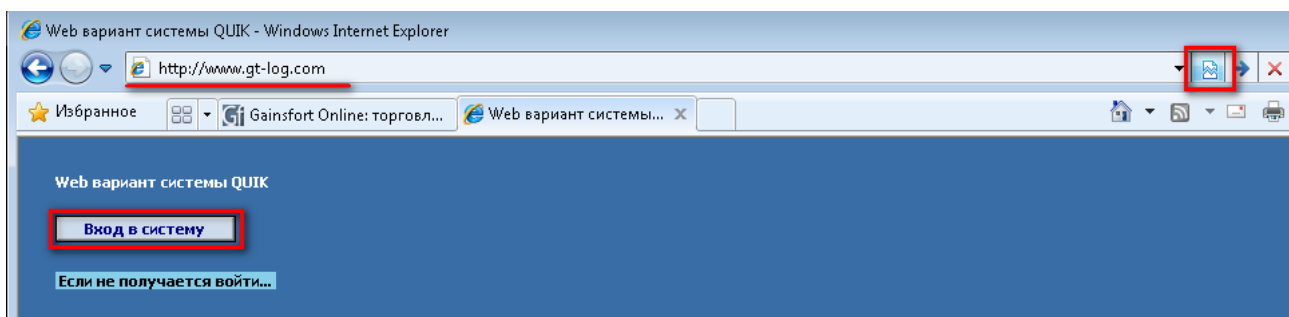 Web вариант системы QUIK - Windows Internet Explorer
http://www.gt-log.com
Избранное Gainsfort Online: торговл... Web вариант системы...
Web вариант системы QUIK
Вход в систему
Если не получается войти...